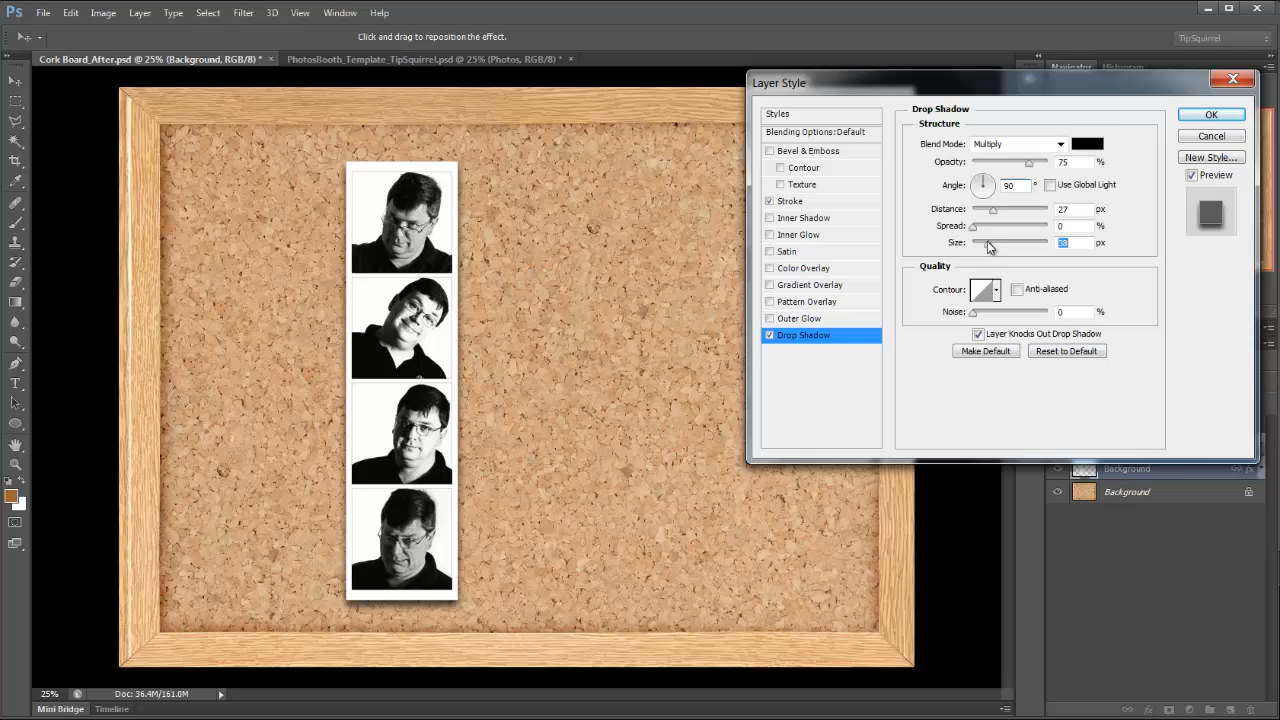 Ps File Edit Image Layer Type Select Filter 3D View Window Help
Click and drag to reposition the effect.
TipSquirrel
Cork Board_After.psd @ 25% (Background, RGB/8) * ×
PhotosBooth_Template_TipSquirrel.psd @ 25% (Photos, RGB/8) * ×
Navigator Histogram
Layer Style
Styles
Blending Options: Default
Bevel & Emboss
Contour
Texture
Stroke
Inner Shadow
Inner Glow
Satin
Color Overlay
Gradient Overlay
Pattern Overlay
Outer Glow
Drop Shadow
Drop Shadow
Structure
Blend Mode: Multiply
Opacity: 75 %
Angle: 90 ° Use Global Light
Distance: 27 px
Spread: 0 %
Size: 38 px
Quality
Contour: Anti-aliased
Noise: 0 %
Layer Knocks Out Drop Shadow
Make Default Reset to Default
OK
Cancel
New Style...
Preview
Background fx
Background
25% Doc: 36.4M/161.0M
Mini Bridge Timeline